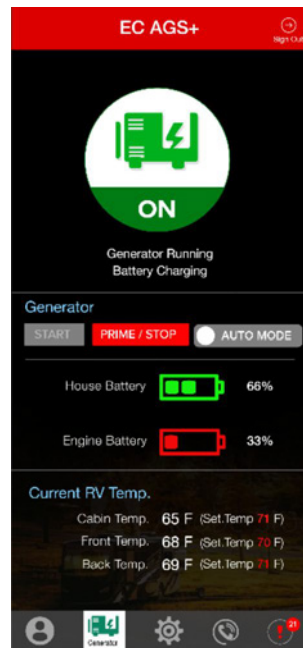 EC AGS+
Sign Out
ON
Generator Running
Battery Charging
Generator
START PRIME / STOP AUTO MODE
House Battery 66%
Engine Battery 33%
Current RV Temp.
Cabin Temp. 65 F (Set.Temp 71 F)
Front Temp. 68 F (Set.Temp 70 F)
Back Temp. 69 F (Set.Temp 71 F)
Generator
21